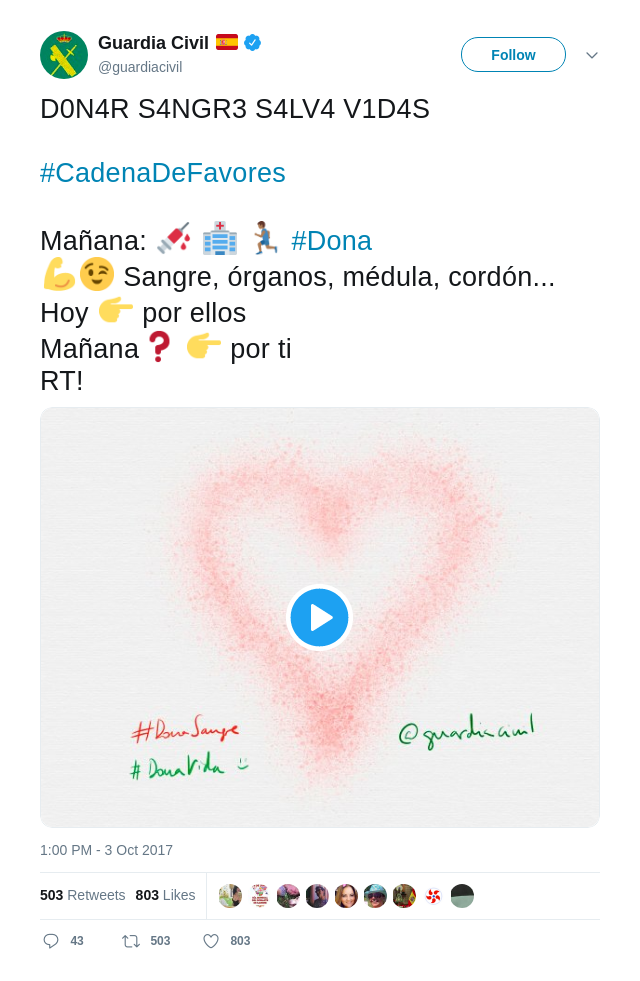 Guardia Civil 🇪🇸
@guardiacivil
Follow
D0N4R S4NGR3 S4LV4 V1D4S
#CadenaDeFavores
Mañana: 💉 🏥 🏃🏽 #Dona
💪😉 Sangre, órganos, médula, cordón...
Hoy 👉 por ellos
Mañana❓ 👉 por ti
RT!
#DonaSangre
@guardiacivil
#DonaVida
1:00 PM - 3 Oct 2017
503 Retweets 803 Likes
43 503 803